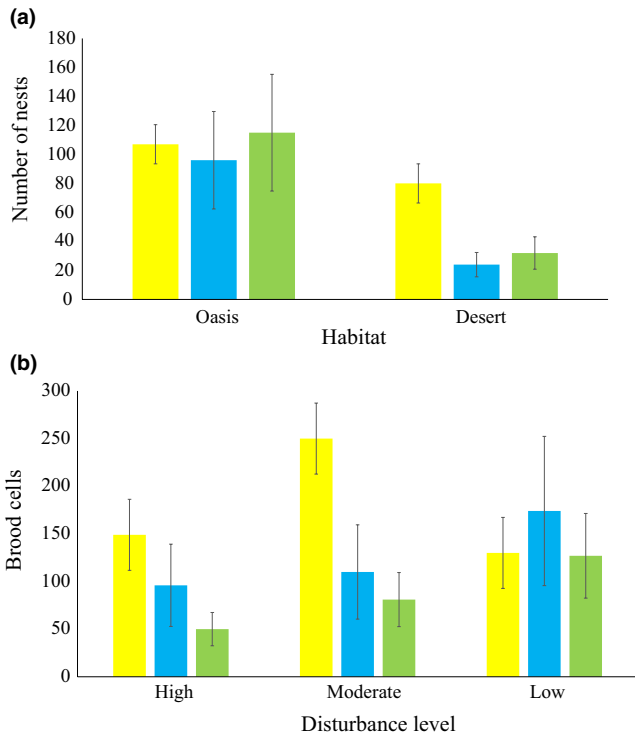 (a)
180
160
140
120
100
80
60
40
20
0
Number of nests
Oasis
Desert
Habitat
(b)
300
250
200
150
100
50
0
Brood cells
High
Moderate
Low
Disturbance level